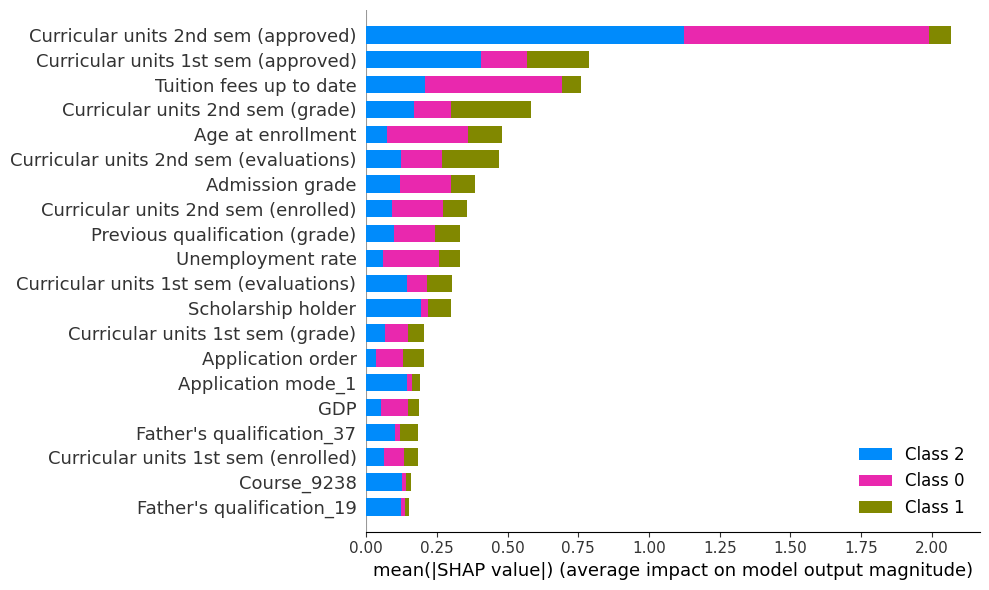 Curricular units 2nd sem (approved)
Curricular units 1st sem (approved)
Tuition fees up to date
Curricular units 2nd sem (grade)
Age at enrollment
Curricular units 2nd sem (evaluations)
Admission grade
Curricular units 2nd sem (enrolled)
Previous qualification (grade)
Unemployment rate
Curricular units 1st sem (evaluations)
Scholarship holder
Curricular units 1st sem (grade)
Application order
Application mode_1
GDP
Father's qualification_37
Curricular units 1st sem (enrolled)
Course_9238
Father's qualification_19
Class 2
Class 0
Class 1
0.00 0.25 0.50 0.75 1.00 1.25 1.50 1.75 2.00
mean(|SHAP value|) (average impact on model output magnitude)